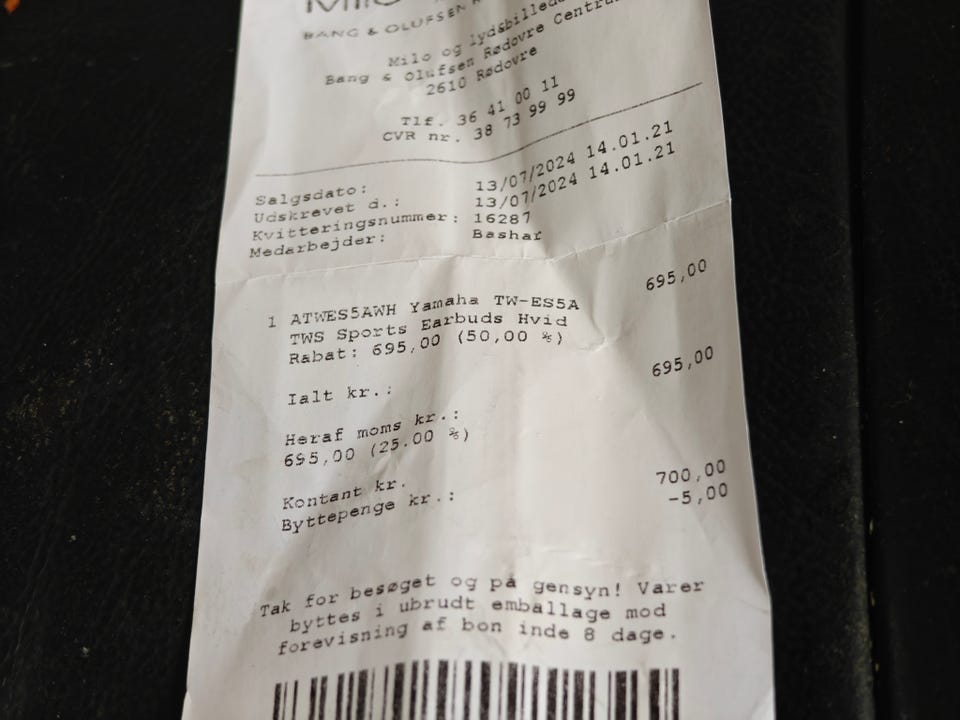 BANG & OLUFSEN
Milo og lyd&billede
Bang & Olufsen Rødovre Centrum
2610 Rødovre
Tlf. 36 41 00 11
CVR nr. 38 73 99 99
Salgsdato: 13/07/2024 14.01.21
Udskrevet d.: 13/07/2024 14.01.21
Kvitteringsnummer: 16287
Medarbejder: Bashar
695,00
1 ATWES5AWH Yamaha TW-ES5A
TWS Sports Earbuds Hvid
Rabat: 695,00 (50,00 %)
Ialt kr.: 695,00
Heraf moms kr.:
695,00 (25.00 %)
Kontant kr. 700,00
Byttepenge kr.: -5,00
Tak for besøget og på gensyn! Varer
byttes i ubrudt emballage mod
forevisning af bon inde 8 dage.